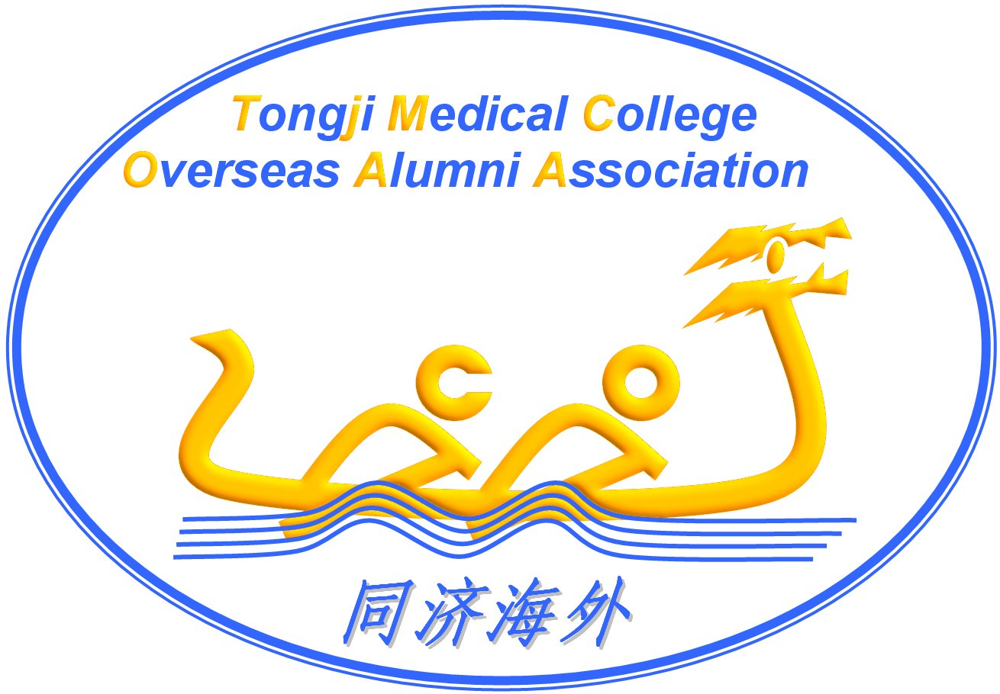 Tongji Medical College
Overseas Alumni Association
同济海外